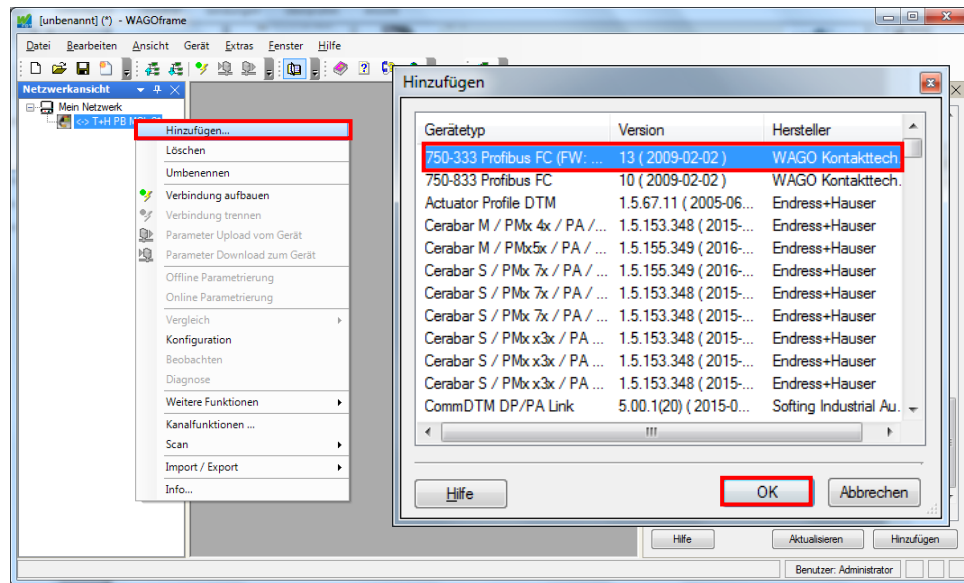 [unbenannt] (*) - WAGOframe
Datei Bearbeiten Ansicht Gerät Extras Fenster Hilfe
Netzwerkansicht
Mein Netzwerk
<-> T+H PB
Hinzufügen...
Löschen
Umbenennen
Verbindung aufbauen
Verbindung trennen
Parameter Upload vom Gerät
Parameter Download zum Gerät
Offline Parametrierung
Online Parametrierung
Vergleich
Konfiguration
Beobachten
Diagnose
Weitere Funktionen
Kanalfunktionen ...
Scan
Import / Export
Info...
Hinzufügen
Gerätetyp Version Hersteller
750-333 Profibus FC (FW: ... 13 ( 2009-02-02 ) WAGO Kontakttech.
750-833 Profibus FC 10 ( 2009-02-02 ) WAGO Kontakttech.
Actuator Profile DTM 1.5.67.11 ( 2005-06... Endress+Hauser
Cerabar M / PMx 4x / PA /... 1.5.153.348 ( 2015-... Endress+Hauser
Cerabar M / PMx5x / PA / ... 1.5.155.349 ( 2016-... Endress+Hauser
Cerabar S / PMx 7x / PA / ... 1.5.155.349 ( 2016-... Endress+Hauser
Cerabar S / PMx 7x / PA / ... 1.5.153.348 ( 2015-... Endress+Hauser
Cerabar S / PMx 7x / PA / ... 1.5.153.348 ( 2015-... Endress+Hauser
Cerabar S / PMx x3x / PA ... 1.5.153.348 ( 2015-... Endress+Hauser
Cerabar S / PMx x3x / PA ... 1.5.153.348 ( 2015-... Endress+Hauser
Cerabar S / PMx x3x / PA ... 1.5.153.348 ( 2015-... Endress+Hauser
CommDTM DP/PA Link 5.00.1(20) ( 2015-0... Softing Industrial Au.
Hilfe OK Abbrechen
Hilfe Aktualisieren Hinzufügen
Benutzer: Administrator